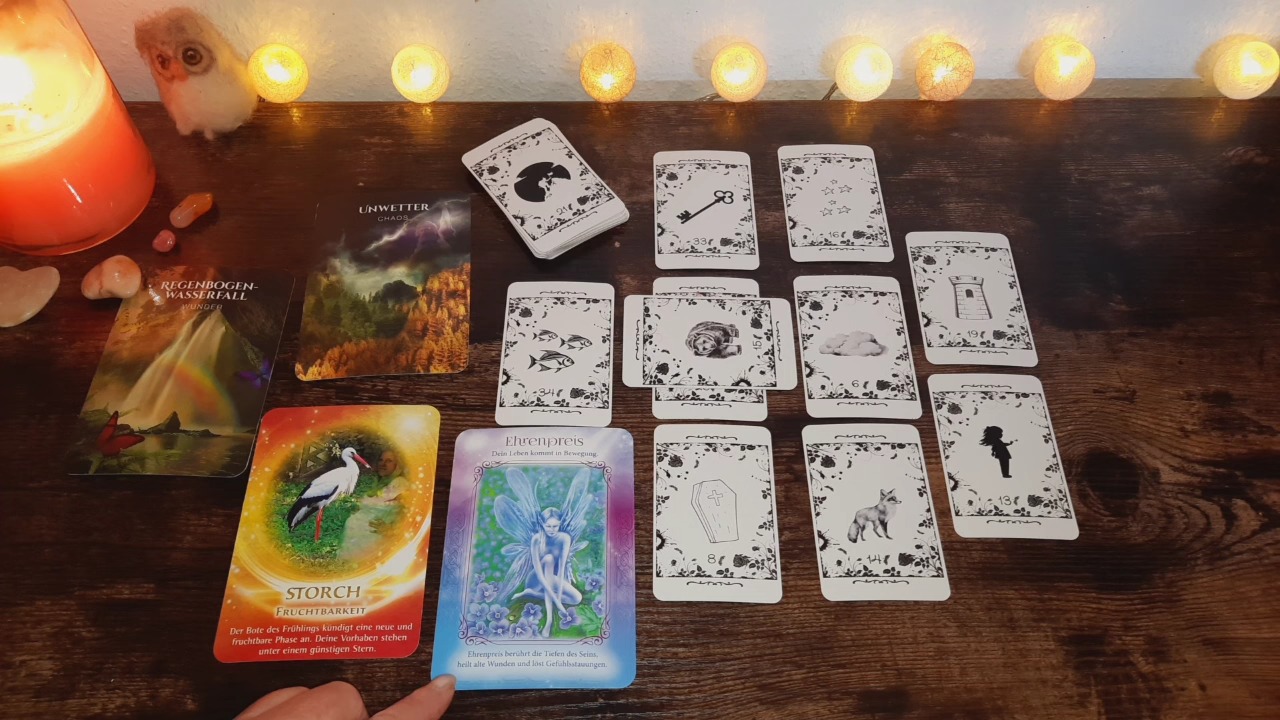 UNWETTER
CHAOS
REGENBOGEN-
WASSERFALL
WUNDER
STORCH
FRUCHTBARKEIT
Der Bote des Frühlings kündigt eine neue und
fruchtbare Phase an. Deine Vorhaben stehen
unter einem günstigen Stern.
Ehrenpreis
Dein Leben kommt in Bewegung.
Ehrenpreis berührt die Tiefen des Seins,
heilt alte Wunden und löst Gefühlsstauungen.
33
16
19
34
15
6
13
8
14